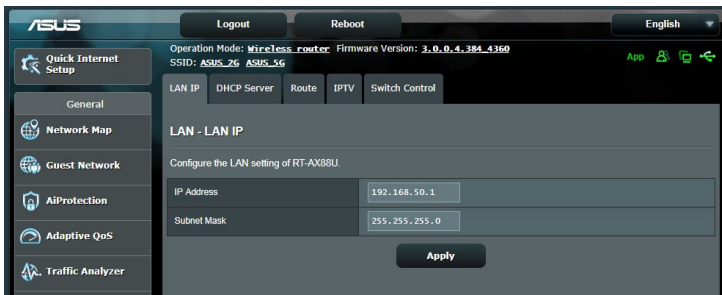 ASUS
Logout
Reboot
English
Quick Internet
Setup
Operation Mode: Wireless router Firmware Version: 3.0.0.4.384_4360
SSID: ASUS_2G ASUS_5G
App
LAN IP DHCP Server Route IPTV Switch Control
General
Network Map
Guest Network
AiProtection
Adaptive QoS
Traffic Analyzer
LAN - LAN IP
Configure the LAN setting of RT-AX88U.
IP Address 192.168.50.1
Subnet Mask 255.255.255.0
Apply